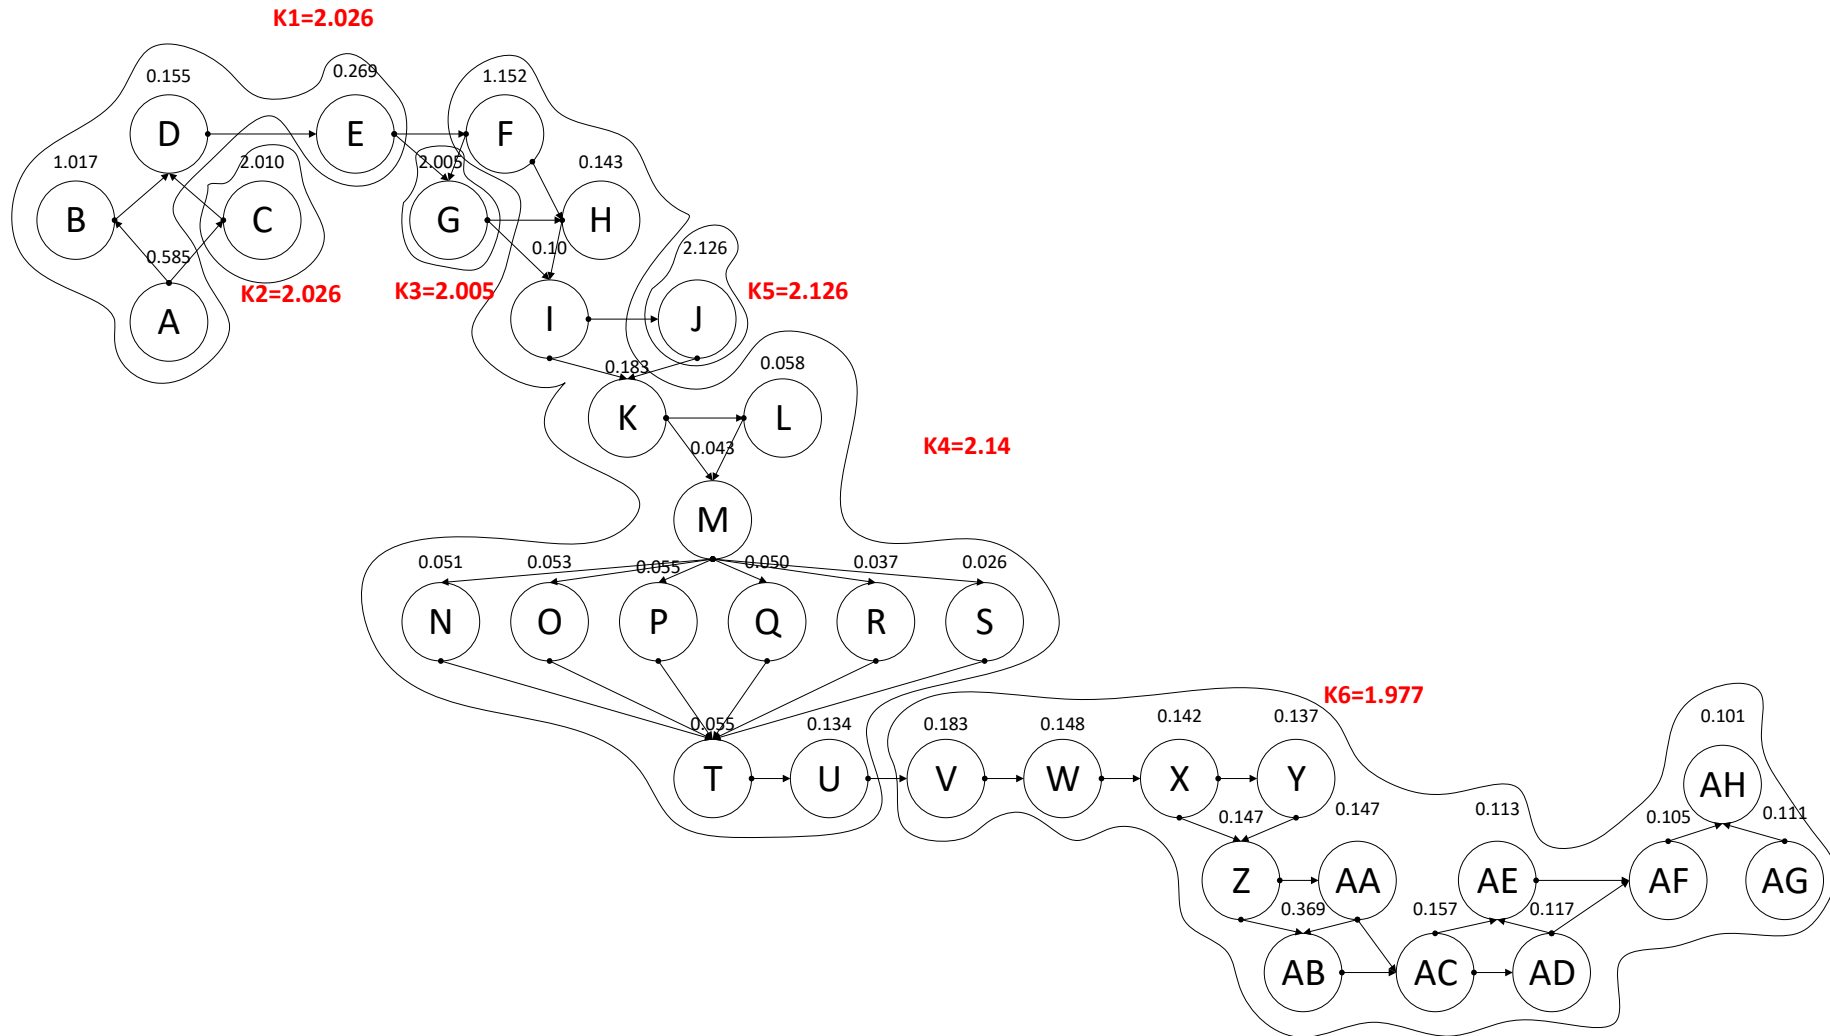 K1=2.026
0.155
0.269
1.152
D
E
F
1.017
2.010
2.005
0.143
B
C
G
H
0.585
0.10
2.126
A
K2=2.026
K3=2.005
I
J
K5=2.126
0.183
0.058
K
L
0.043
K4=2.14
M
0.051
0.053
0.055
0.050
0.037
0.026
N
O
P
Q
R
S
K6=1.977
0.055
0.134
0.183
0.148
0.142
0.137
0.101
T
U
V
W
X
Y
AH
0.147
0.147
0.113
0.105
0.111
Z
AA
AE
AF
AG
0.369
0.157
0.117
AB
AC
AD